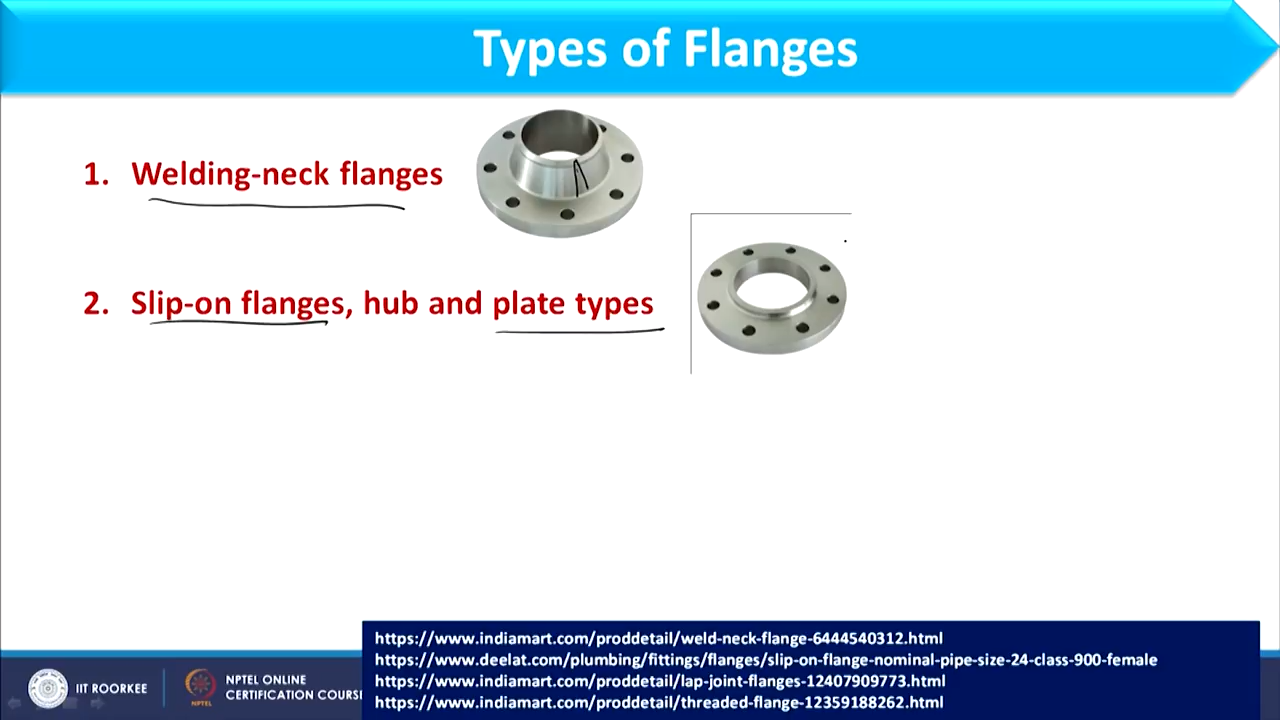 Types of Flanges
1. Welding-neck flanges
2. Slip-on flanges, hub and plate types
https://www.indiamart.com/proddetail/weld-neck-flange-6444540312.html
https://www.deelat.com/plumbing/fittings/flanges/slip-on-flange-nominal-pipe-size-24-class-900-female
https://www.indiamart.com/proddetail/lap-joint-flanges-12407909773.html
https://www.indiamart.com/proddetail/threaded-flange-12359188262.html
IIT ROORKEE
NPTEL
NPTEL ONLINE
CERTIFICATION COURSE